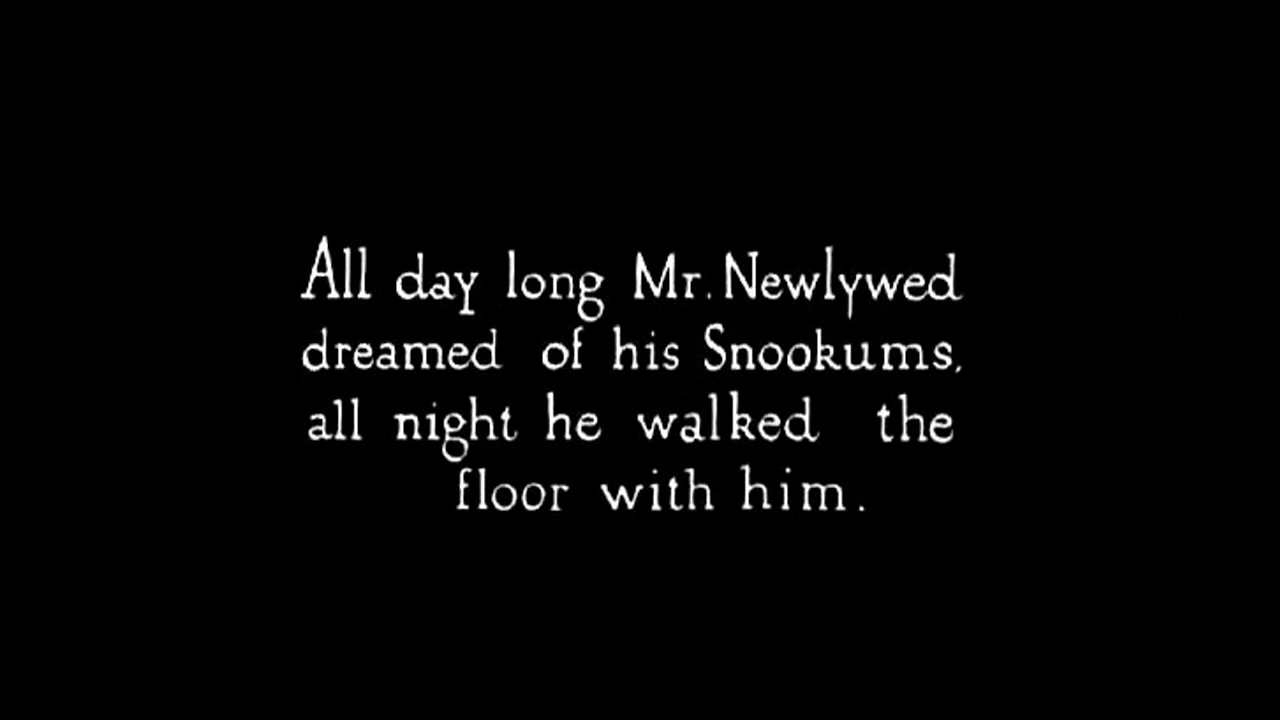 All day long Mr. Newlywed
dreamed of his Snookums,
all night he walked the
floor with him.